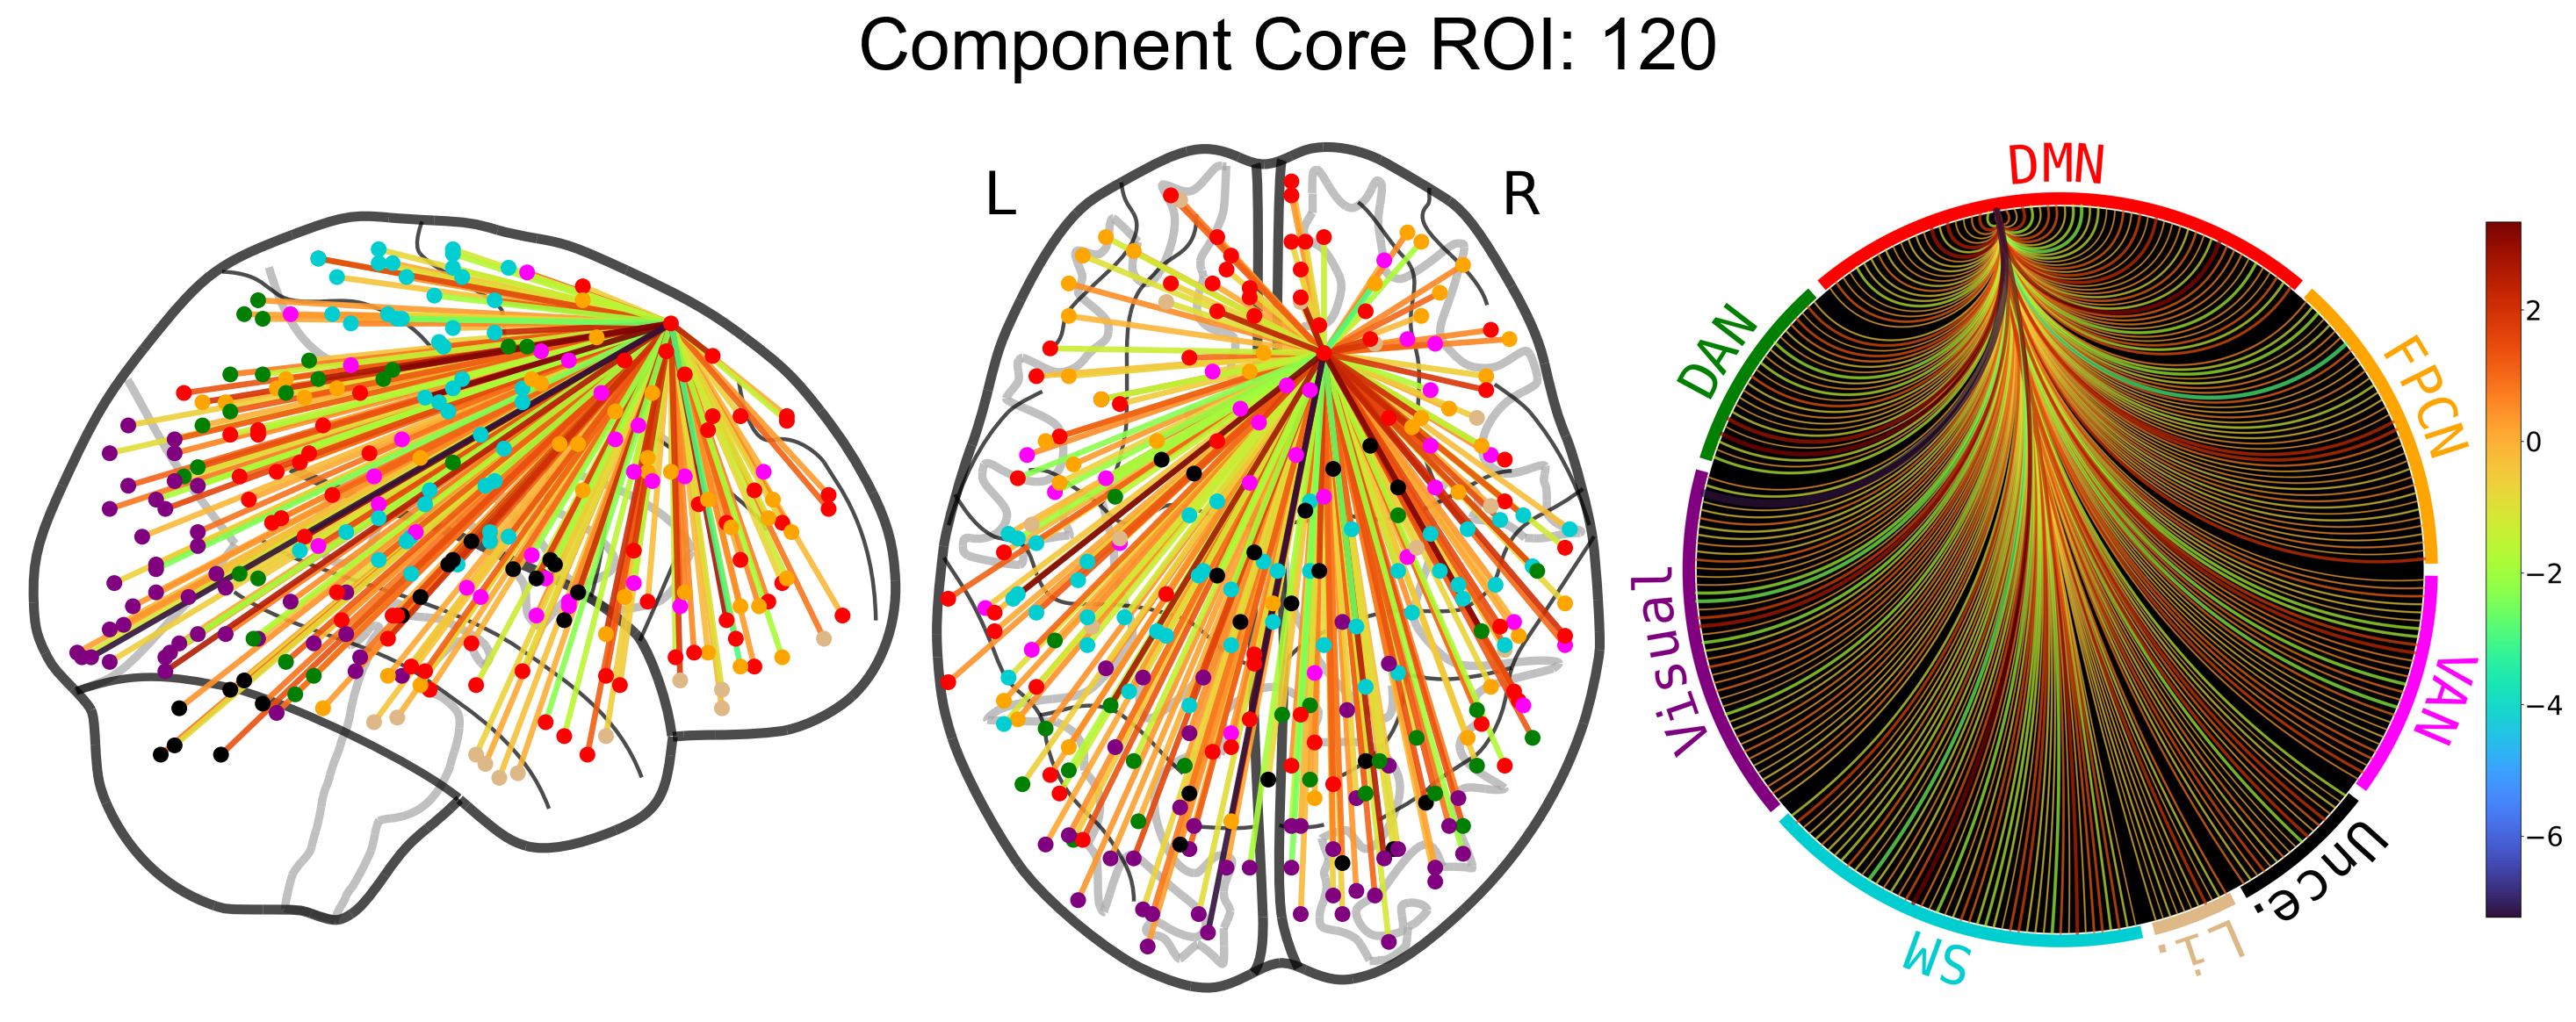 Component Core ROI: 120
L
R
DMN
DAN
FPCN
Visual
VAN
SM
Li.
Unce.
2
0
−2
−4
−6